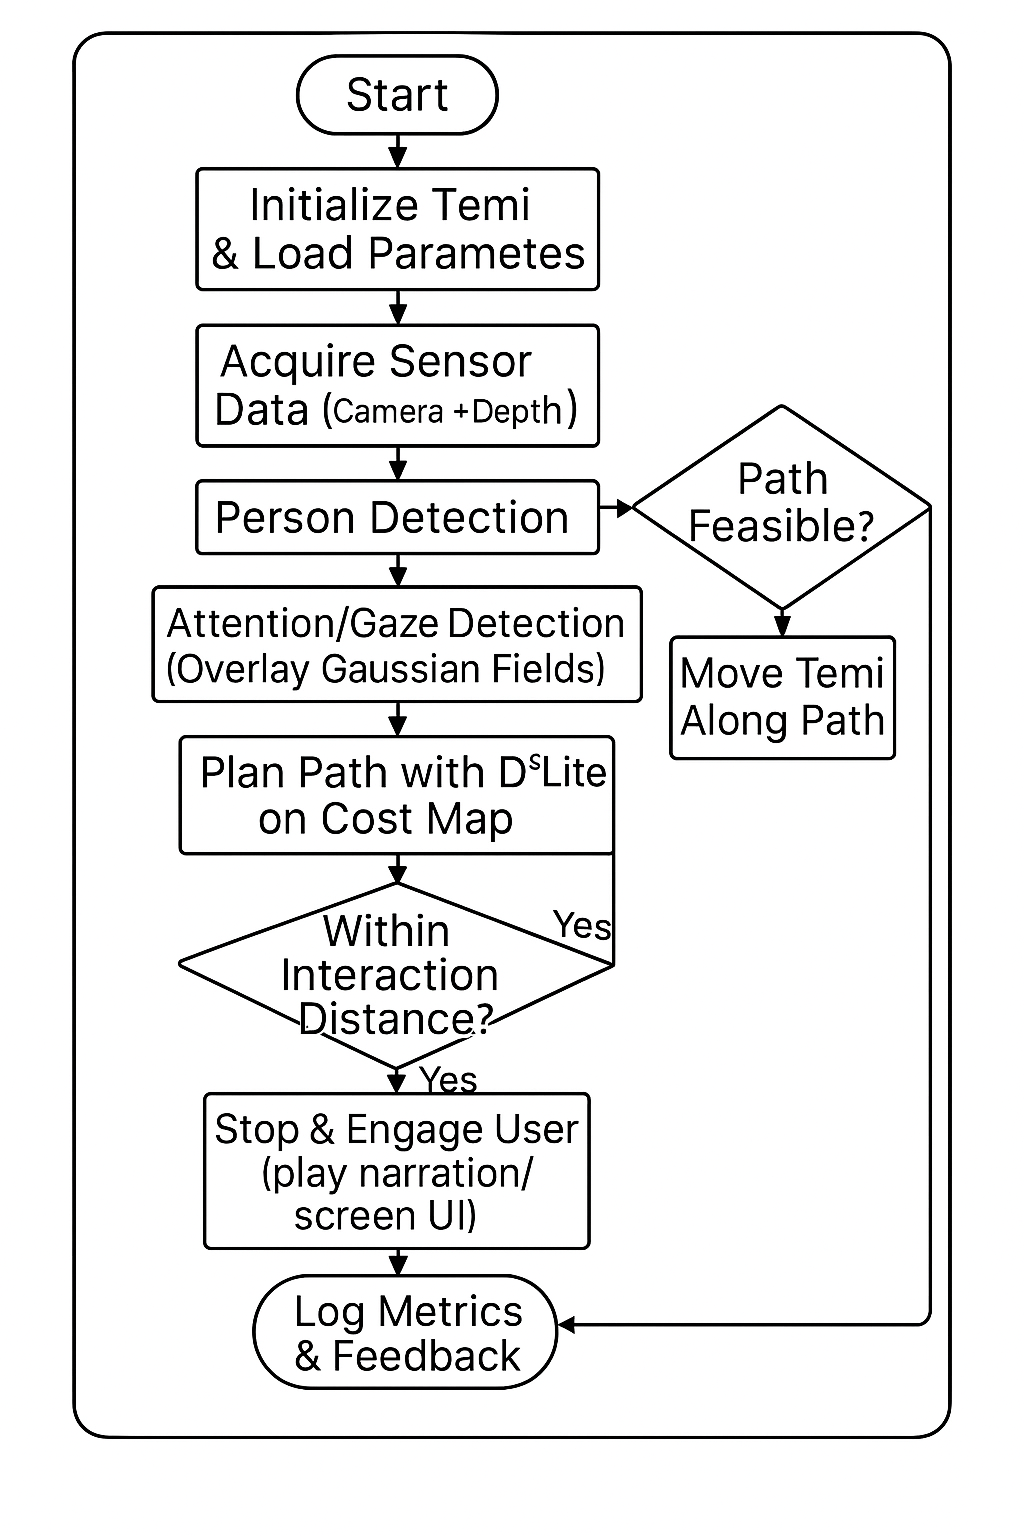 Start
Initialize Temi
& Load Parametes
Acquire Sensor
Data (Camera +Depth)
Person Detection
Path
Feasible?
Attention/Gaze Detection
(Overlay Gaussian Fields)
Move Temi
Along Path
Plan Path with DˢLite
on Cost Map
Within
Interaction
Distance?
Yes
Yes
Stop & Engage User
(play narration/
screen UI)
Log Metrics
& Feedback